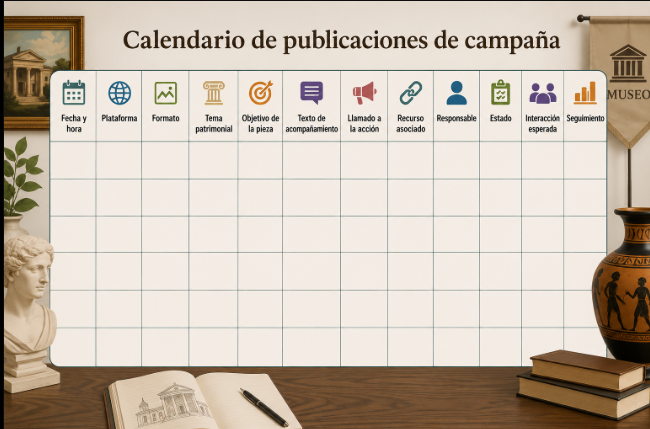 Calendario de publicaciones de campaña
MUSEO
Fecha y
hora
Plataforma
Formato
Tema
patrimonial
Objetivo de
la pieza
Texto de
acompañamiento
Llamado a
la acción
Recurso
asociado
Responsable
Estado
Interacción
esperada
Seguimiento